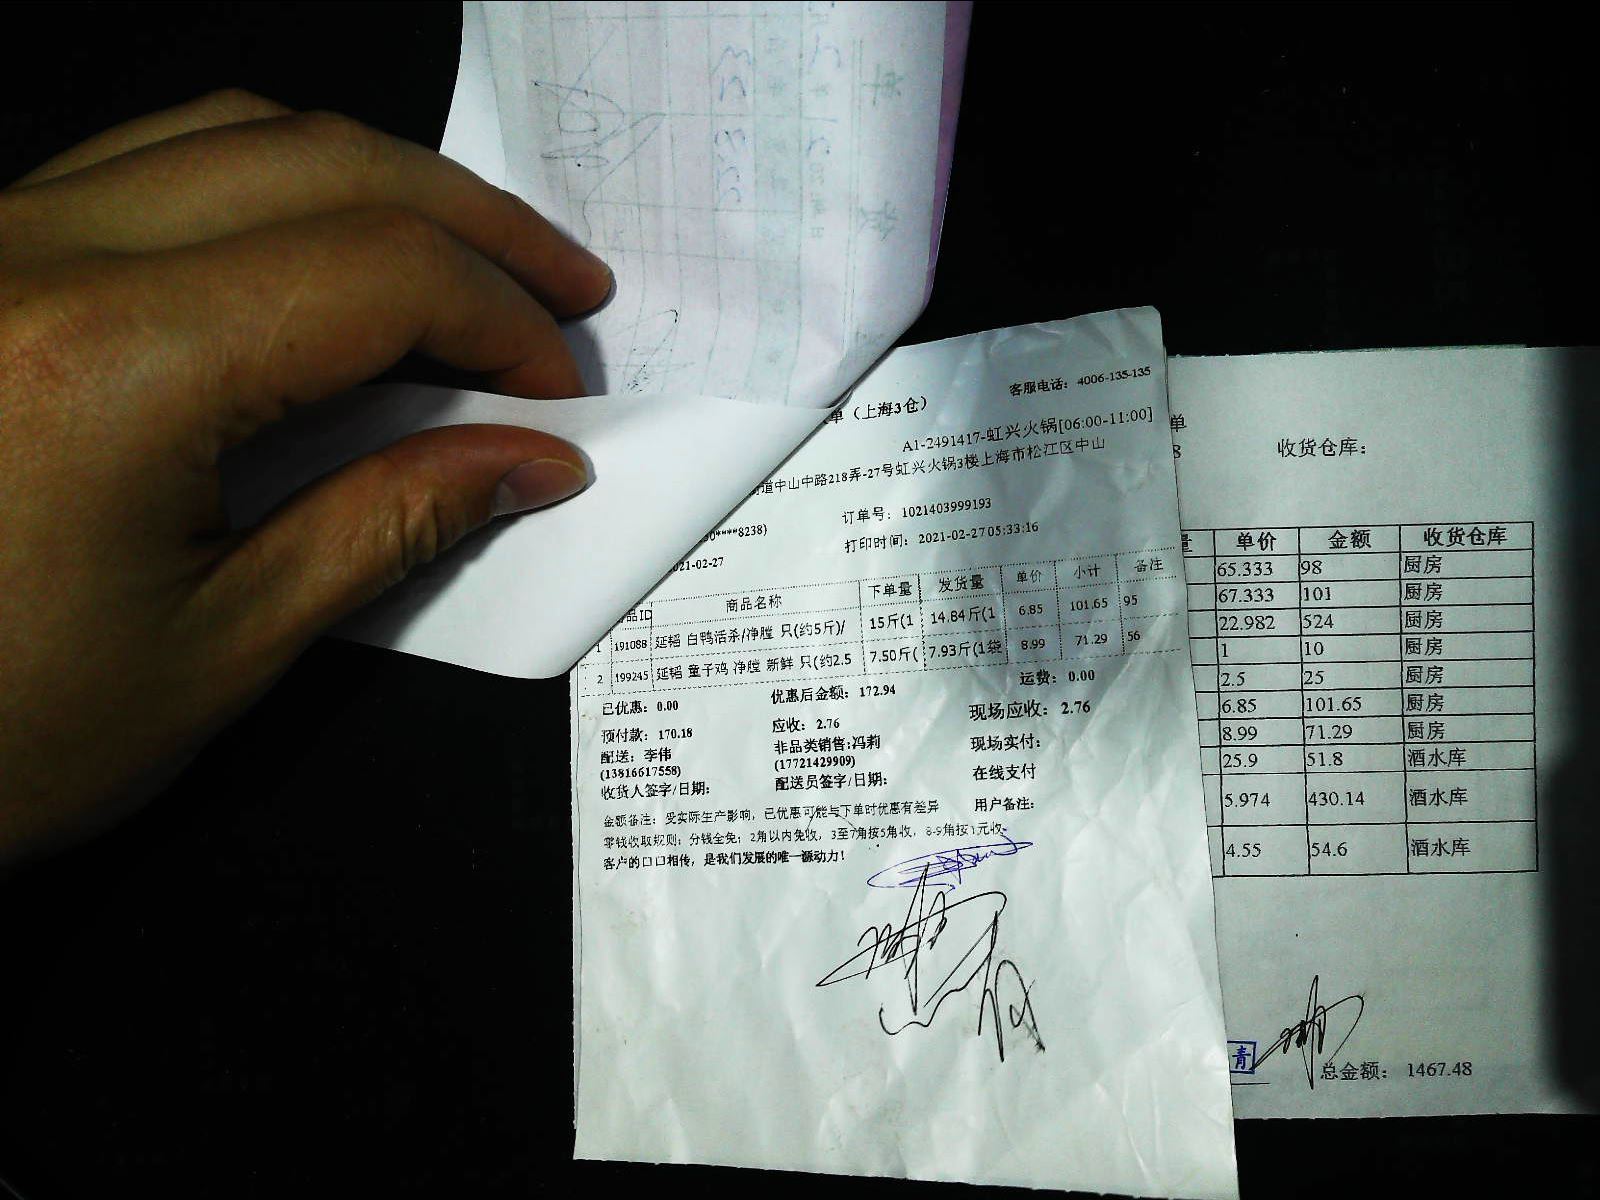 单（上海3仓）
客服电话：4006-135-135
A1-2491417-虹兴火锅[06:00-11:00]
街道中山中路218弄-27号虹兴火锅3楼上海市松江区中山
0****8238)
订单号：1021403999193
021-02-27
打印时间：2021-02-27 05:33:16
品ID 商品名称 下单量 发货量 单价 小计 备注
1 191088 延韬 白鸭活杀/净膛 只(约5斤)/ 15斤(1 14.84斤(1 6.85 101.65 95
2 199245 延韬 童子鸡 净膛 新鲜 只(约2.5 7.50斤( 7.93斤(1袋 8.99 71.29 56
已优惠：0.00 优惠后金额：172.94 运费：0.00
预付款：170.18 应收：2.76 现场应收：2.76
配送：李伟 非品类销售:冯莉 现场实付：
(13816617558) (17721429909)
收货人签字/日期： 配送员签字/日期： 在线支付
用户备注：
金额备注：受实际生产影响，已优惠可能与下单时优惠有差异
零钱收取规则：分钱全免；2角以内免收，3至7角按5角收，8-9角按1元收
客户的口口相传，是我们发展的唯一源动力！
单
8 收货仓库：
量 单价 金额 收货仓库
65.333 98 厨房
67.333 101 厨房
22.982 524 厨房
1 10 厨房
2.5 25 厨房
6.85 101.65 厨房
8.99 71.29 厨房
25.9 51.8 酒水库
5.974 430.14 酒水库
4.55 54.6 酒水库
青
总金额： 1467.48